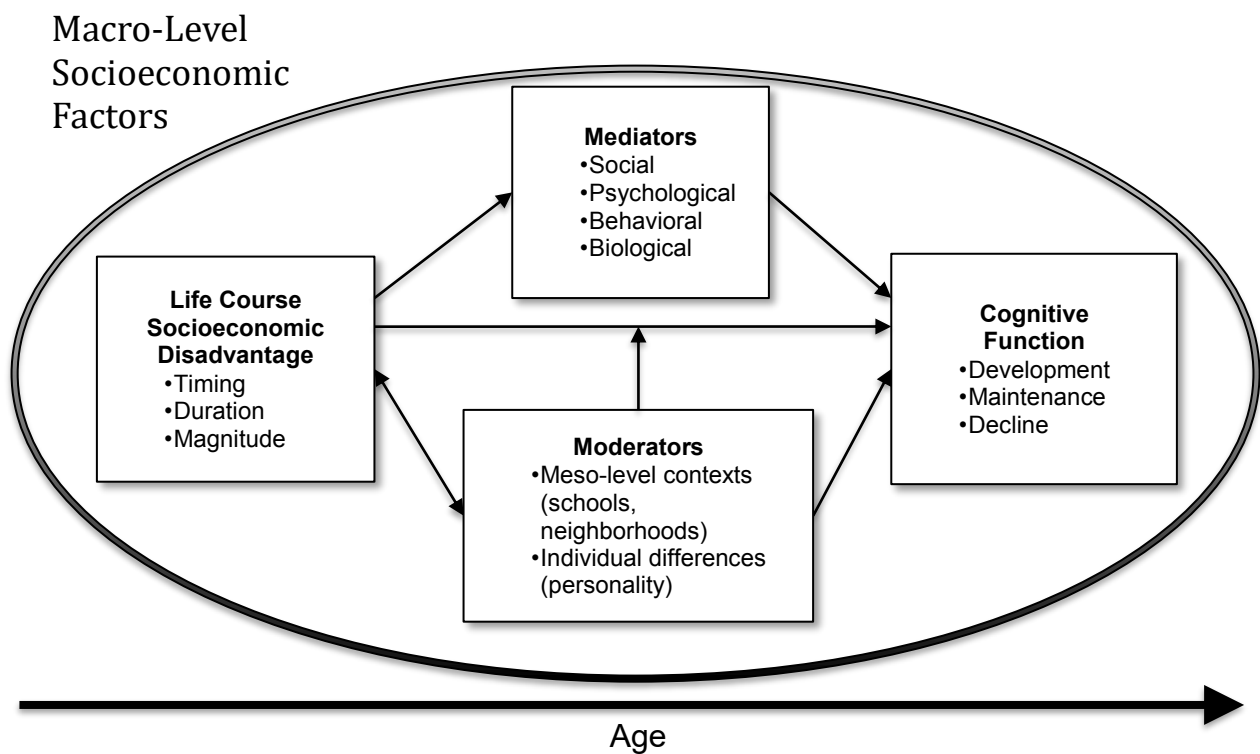 Macro-Level
Socioeconomic
Factors
Mediators
•Social
•Psychological
•Behavioral
•Biological
Life Course
Socioeconomic
Disadvantage
•Timing
•Duration
•Magnitude
Cognitive
Function
•Development
•Maintenance
•Decline
Moderators
•Meso-level contexts
(schools,
neighborhoods)
•Individual differences
(personality)
Age